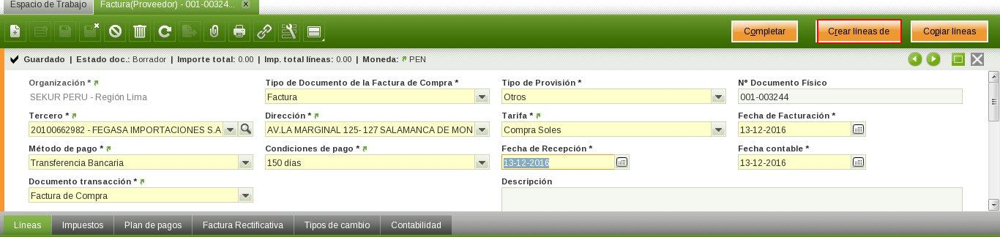 Espacio de Trabajo Factura(Proveedor) - 001-00324...
Completar Crear líneas de Copiar líneas
Guardado | Estado doc.: Borrador | Importe total: 0.00 | Imp. total líneas: 0.00 | Moneda: PEN
Organización * Tipo de Documento de la Factura de Compra * Tipo de Provisión * Nº Documento Físico
SEKUR PERU - Región Lima Factura Otros 001-003244
Tercero * Dirección * Tarifa * Fecha de Facturación *
20100662982 - FEGASA IMPORTACIONES S.A AV.LA MARGINAL 125- 127 SALAMANCA DE MON Compra Soles 13-12-2016
Método de pago * Condiciones de pago * Fecha de Recepción * Fecha contable *
Transferencia Bancaria 150 días 13-12-2016 13-12-2016
Documento transacción * Descripción
Factura de Compra
Líneas Impuestos Plan de pagos Factura Rectificativa Tipos de cambio Contabilidad